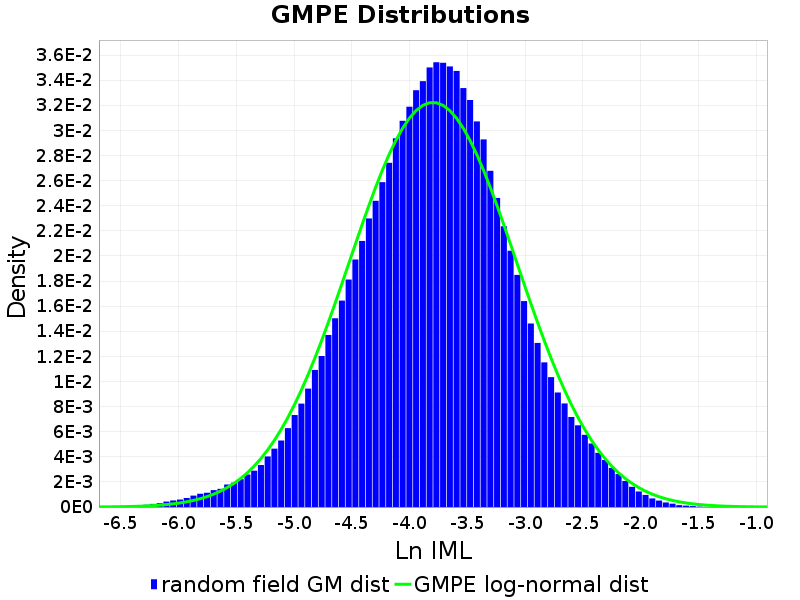 GMPE Distributions
Density
3.6E-2
3.4E-2
3.2E-2
3E-2
2.8E-2
2.6E-2
2.4E-2
2.2E-2
2E-2
1.8E-2
1.6E-2
1.4E-2
1.2E-2
1E-2
8E-3
6E-3
4E-3
2E-3
0E0
-6.5 -6.0 -5.5 -5.0 -4.5 -4.0 -3.5 -3.0 -2.5 -2.0 -1.5 -1.0
Ln IML
random field GM dist GMPE log-normal dist